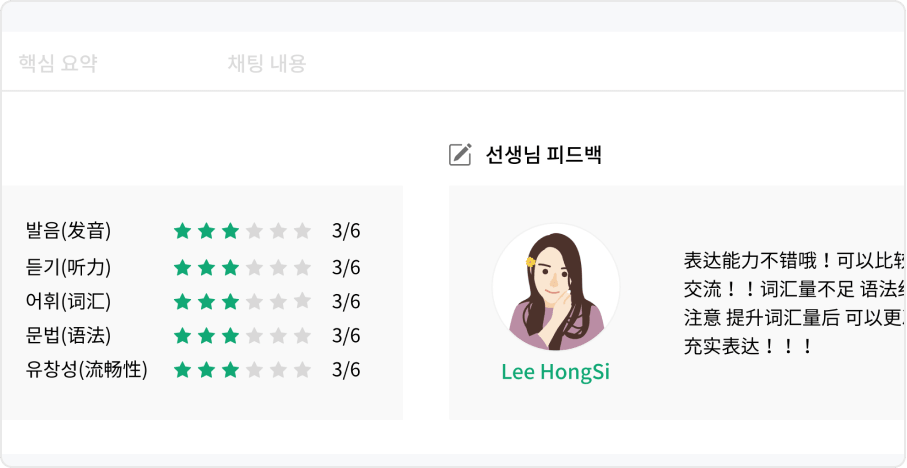 핵심 요약
채팅 내용
선생님 피드백
발음(发音) 3/6
듣기(听力) 3/6
어휘(词汇) 3/6
문법(语法) 3/6
유창성(流畅性) 3/6
Lee HongSi
表达能力不错哦！可以比较
交流！！词汇量不足 语法
注意 提升词汇量后 可以更
充实表达！！！